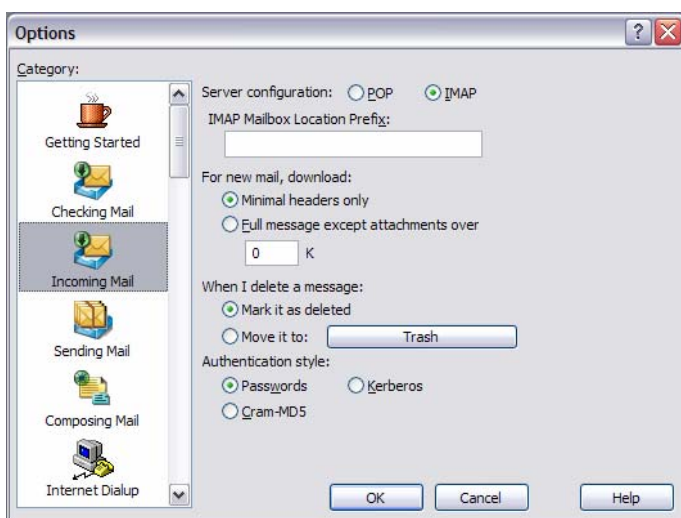 Options
Category:
Getting Started
Checking Mail
Incoming Mail
Sending Mail
Composing Mail
Internet Dialup
Server configuration: POP IMAP
IMAP Mailbox Location Prefix:
For new mail, download:
Minimal headers only
Full message except attachments over
0 K
When I delete a message:
Mark it as deleted
Move it to: Trash
Authentication style:
Passwords Kerberos
Cram-MD5
OK Cancel Help